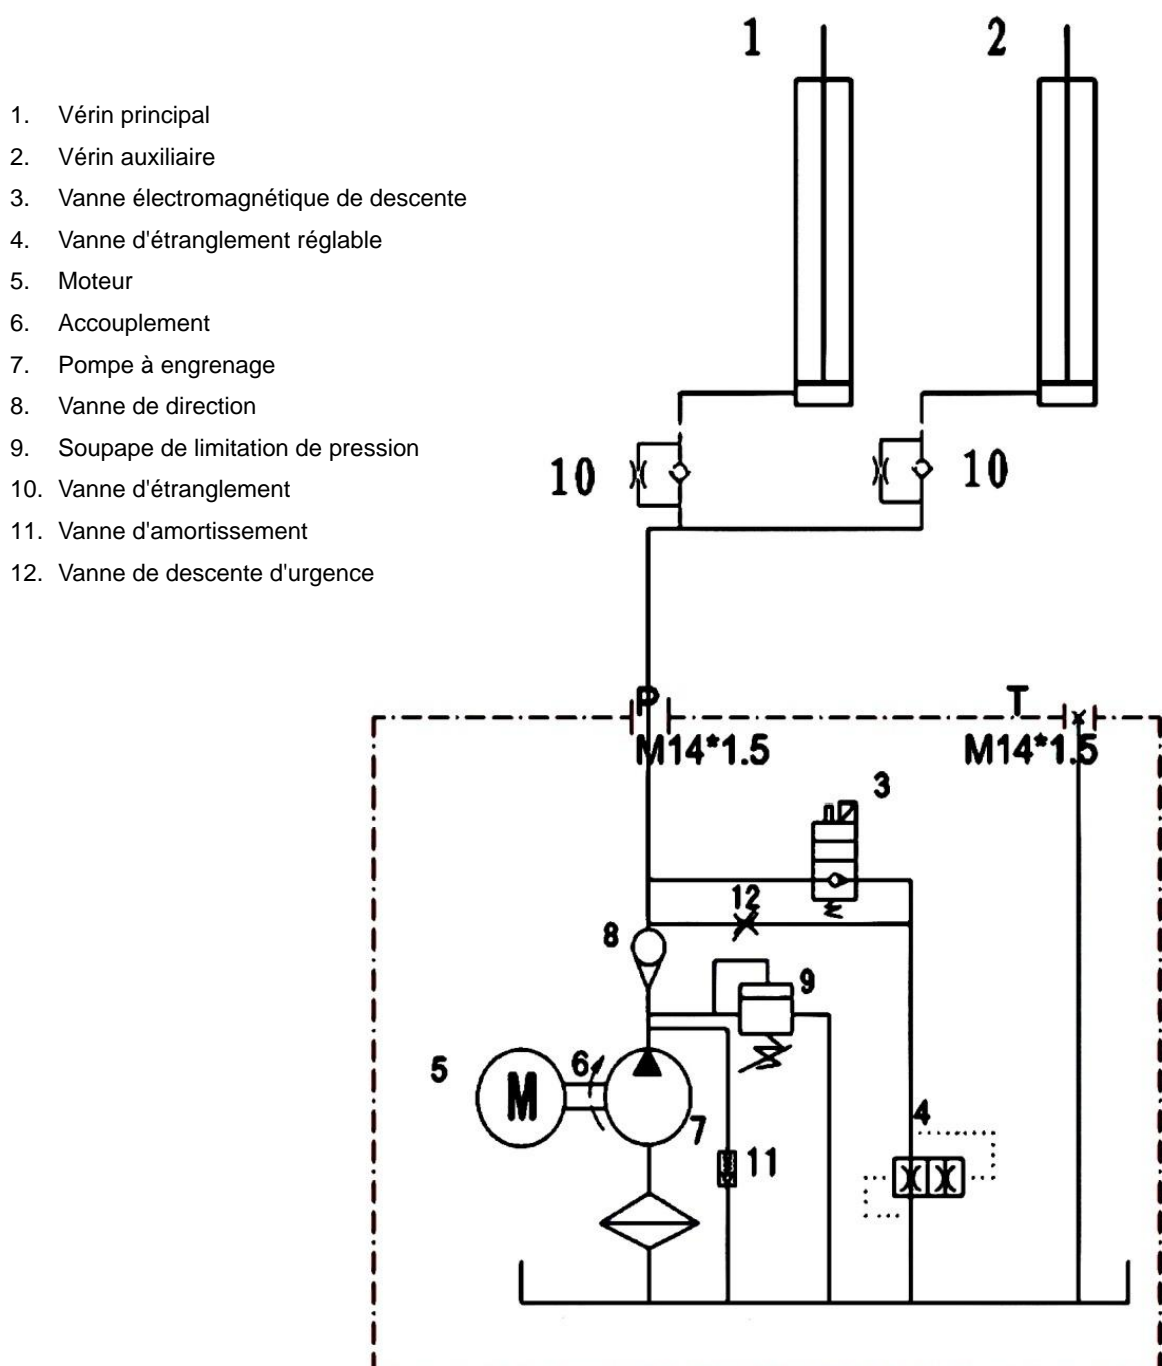 1. Vérin principal
2. Vérin auxiliaire
3. Vanne électromagnétique de descente
4. Vanne d'étranglement réglable
5. Moteur
6. Accouplement
7. Pompe à engrenage
8. Vanne de direction
9. Soupape de limitation de pression
10. Vanne d'étranglement
11. Vanne d'amortissement
12. Vanne de descente d'urgence
1 2
10 10
P T
M14*1.5 M14*1.5
3
12
8
9
5 6
M
7
4
11